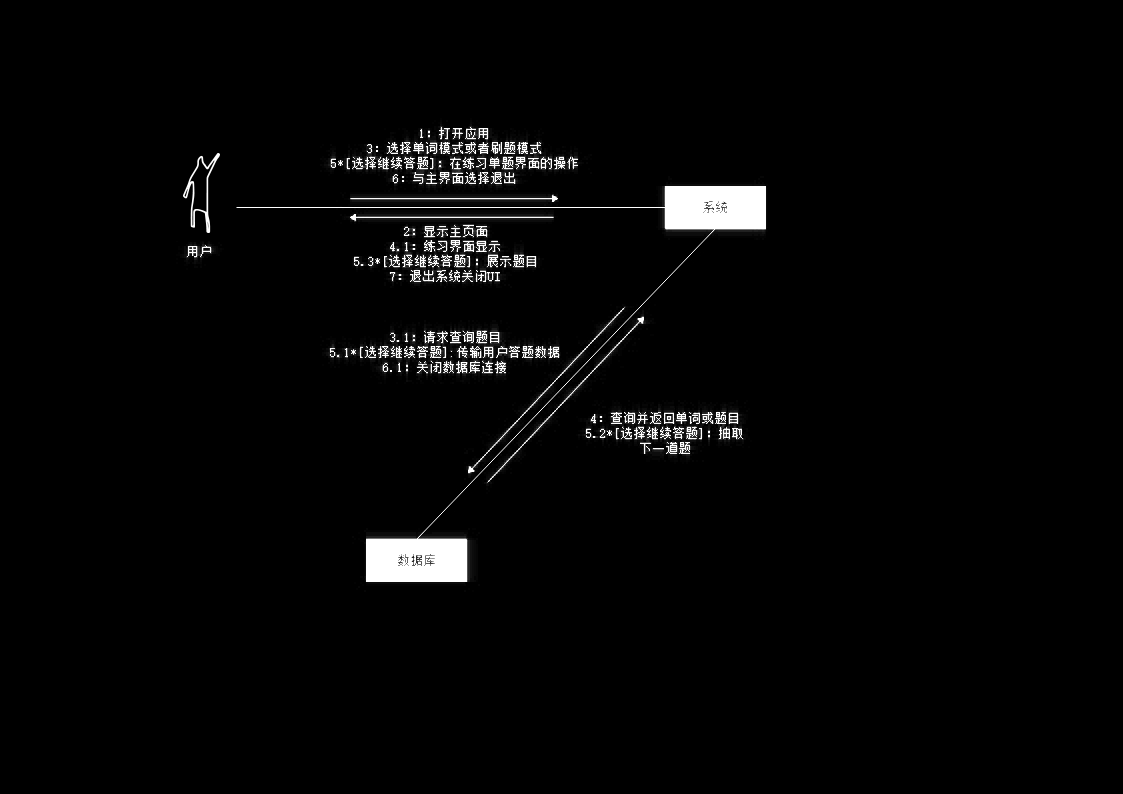 1: 打开应用
3: 选择单词模式或者刷题模式
5*[选择继续答题]: 在练习单题界面的操作
6: 与主界面选择退出
系统
用户
2: 显示主页面
4.1: 练习界面显示
5.3*[选择继续答题]: 展示题目
7: 退出系统关闭UI
3.1: 请求查询题目
5.1*[选择继续答题]:传输用户答题数据
6.1: 关闭数据库连接
4: 查询并返回单词或题目
5.2*[选择继续答题]: 抽取
下一道题
数据库